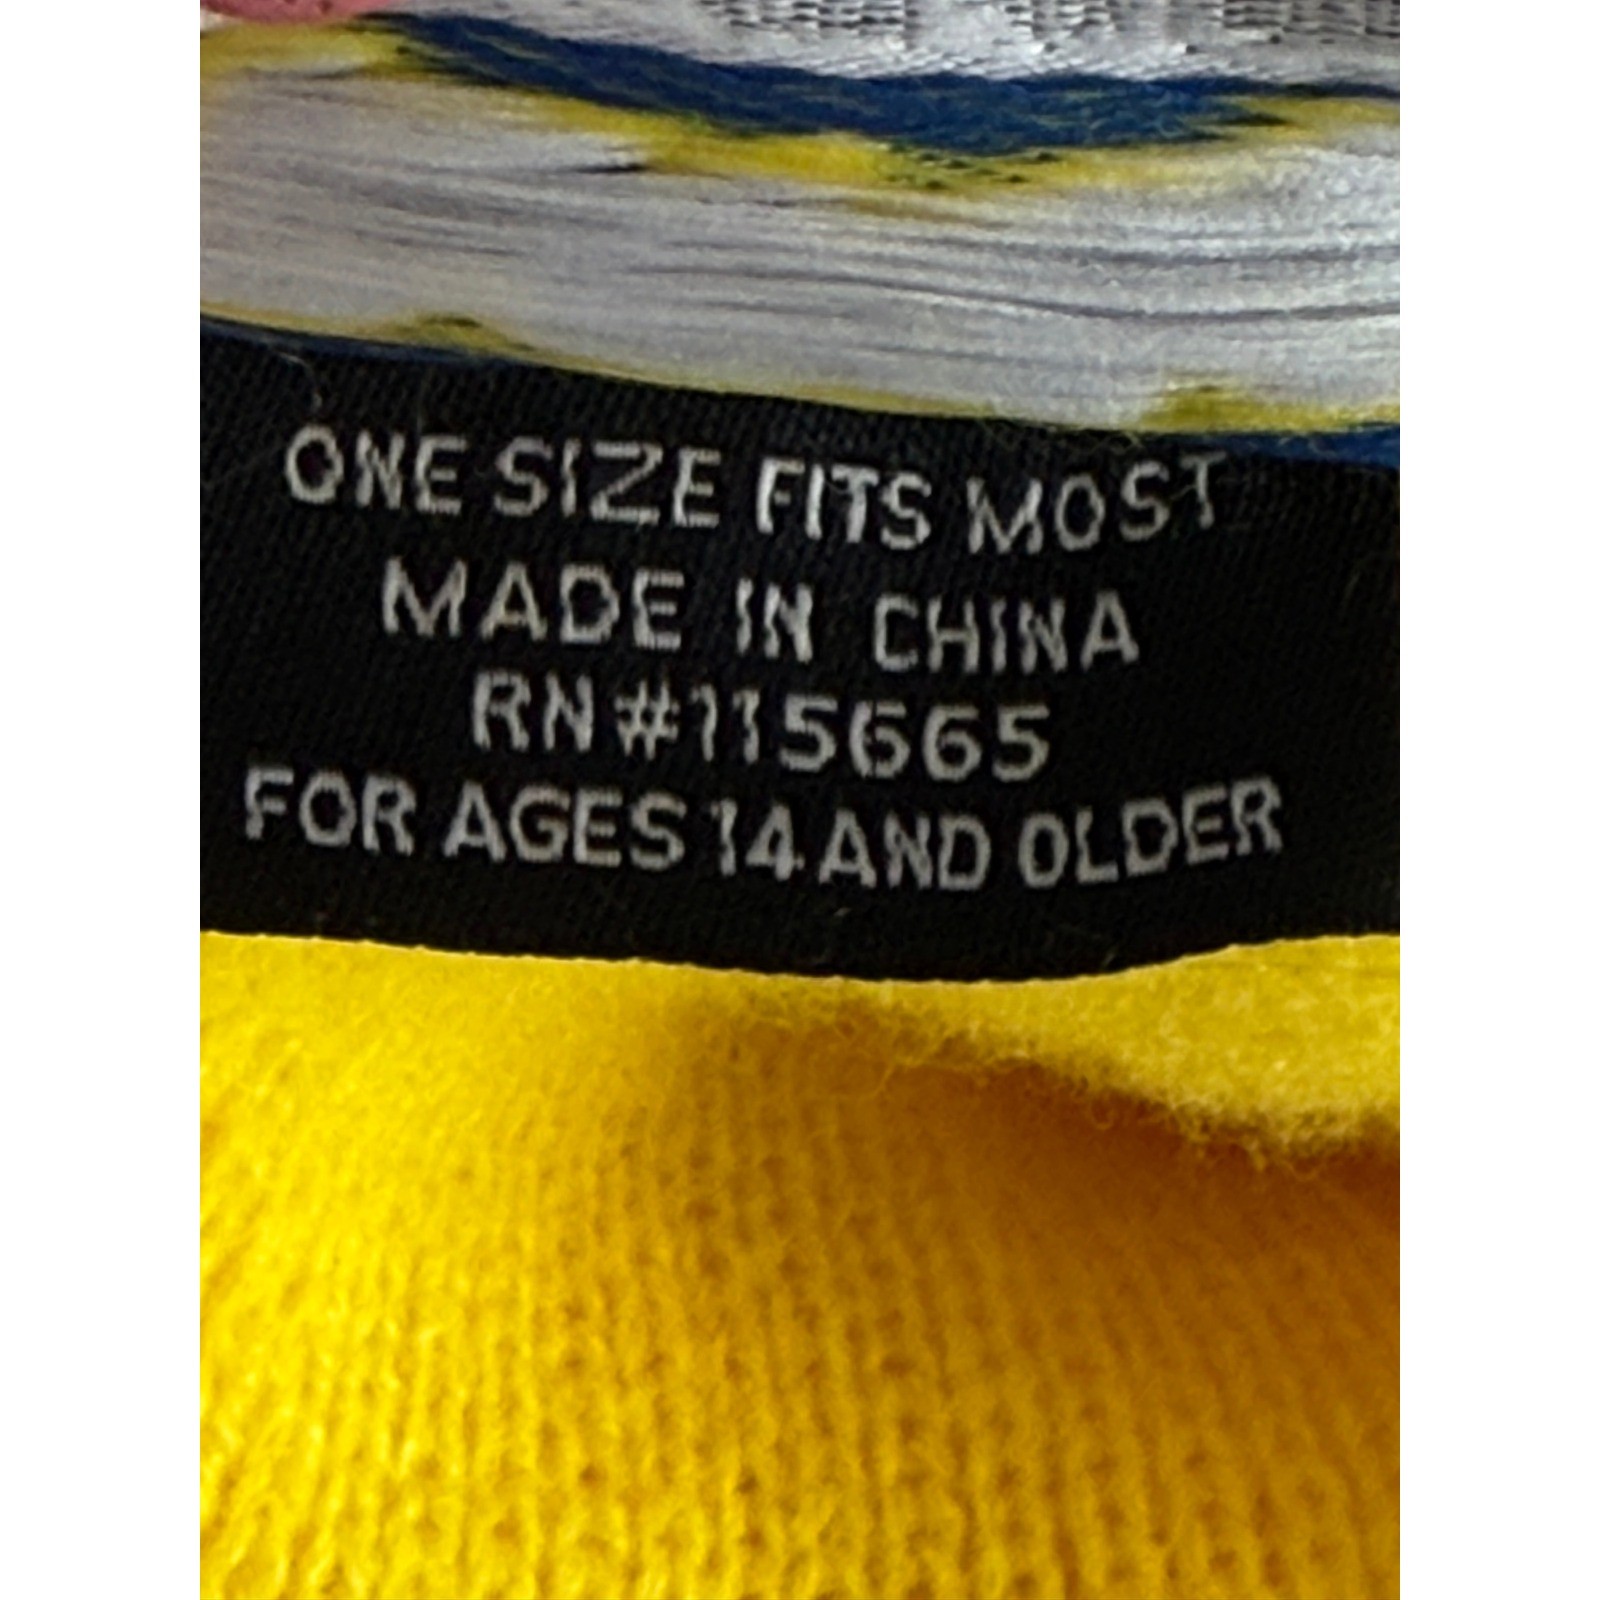 ONE SIZE FITS MOST
MADE IN CHINA
RN#115665
FOR AGES 14 AND OLDER